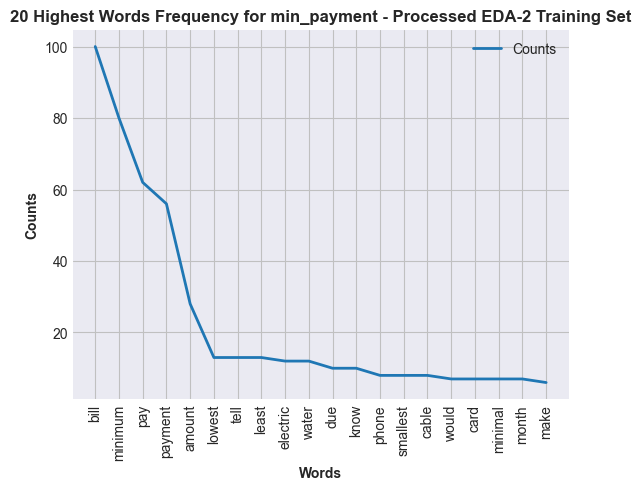 20 Highest Words Frequency for min_payment - Processed EDA-2 Training Set
Counts
100
80
60
40
20
Counts
bill
minimum
pay
payment
amount
lowest
tell
least
electric
water
due
know
phone
smallest
cable
would
card
minimal
month
make
Words